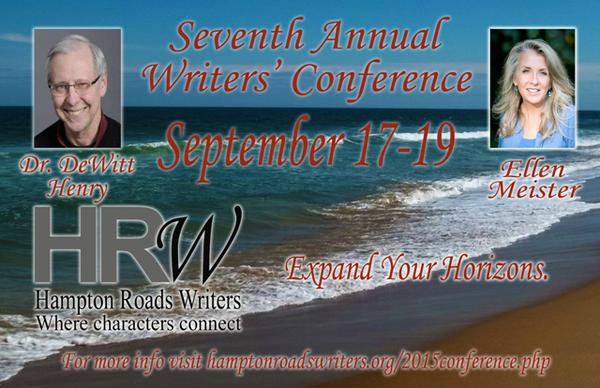 Seventh Annual
Writers' Conference
September 17-19
Dr. DeWitt
Henry
Ellen
Meister
HRW
Hampton Roads Writers
Where characters connect
Expand Your Horizons.
For more info visit hamptonroadswriters.org/2015conference.php